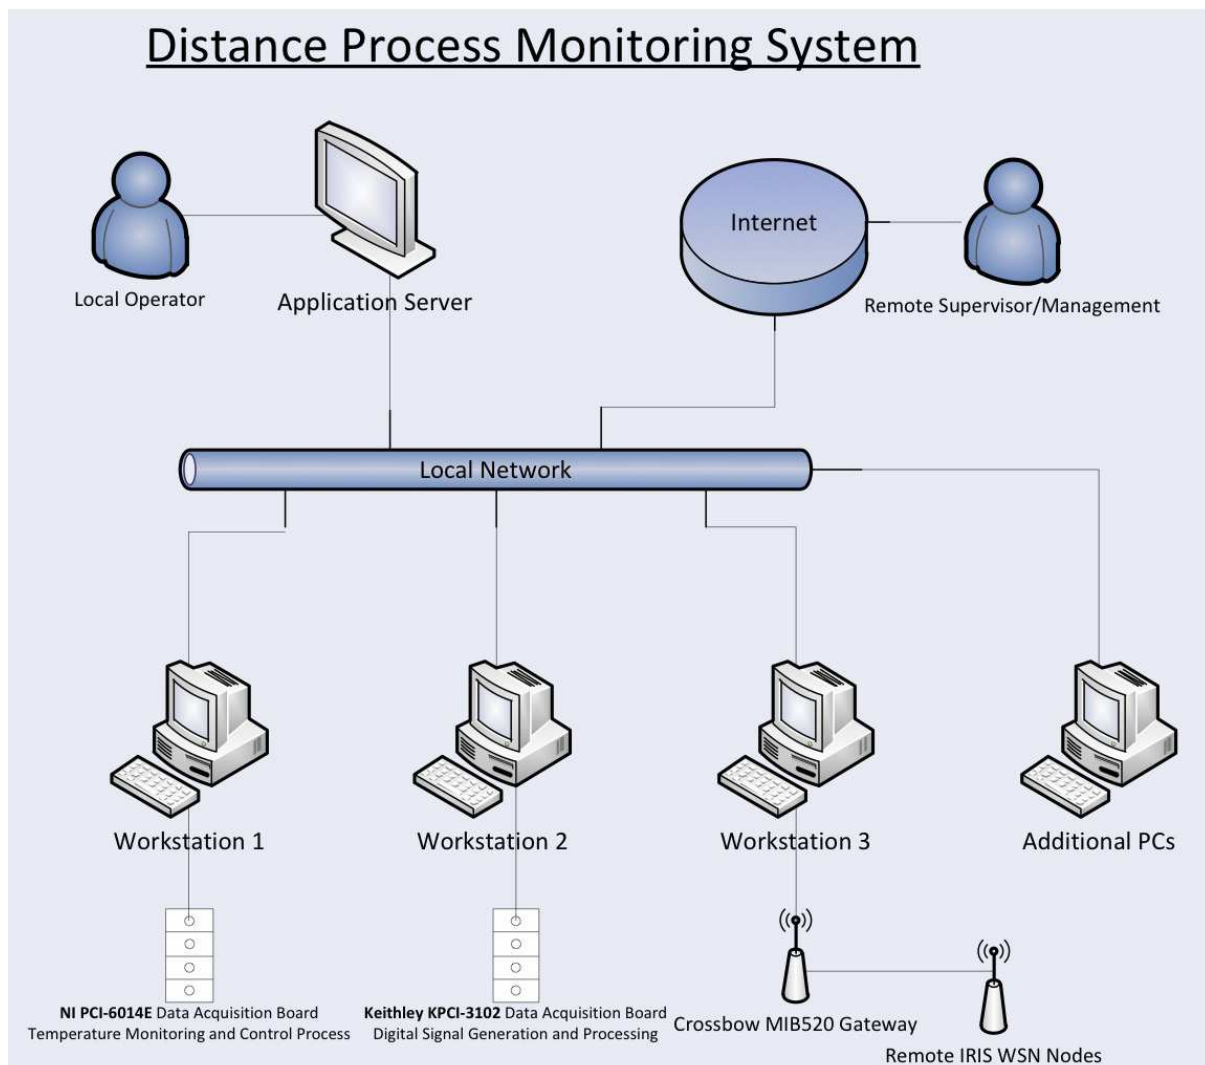 Distance Process Monitoring System
Local Operator
Application Server
Internet
Remote Supervisor/Management
Local Network
Workstation 1
Workstation 2
Workstation 3
Additional PCs
NI PCI-6014E Data Acquisition Board
Temperature Monitoring and Control Process
Keithley KPCI-3102 Data Acquisition Board
Digital Signal Generation and Processing
Crossbow MIB520 Gateway
Remote IRIS WSN Nodes